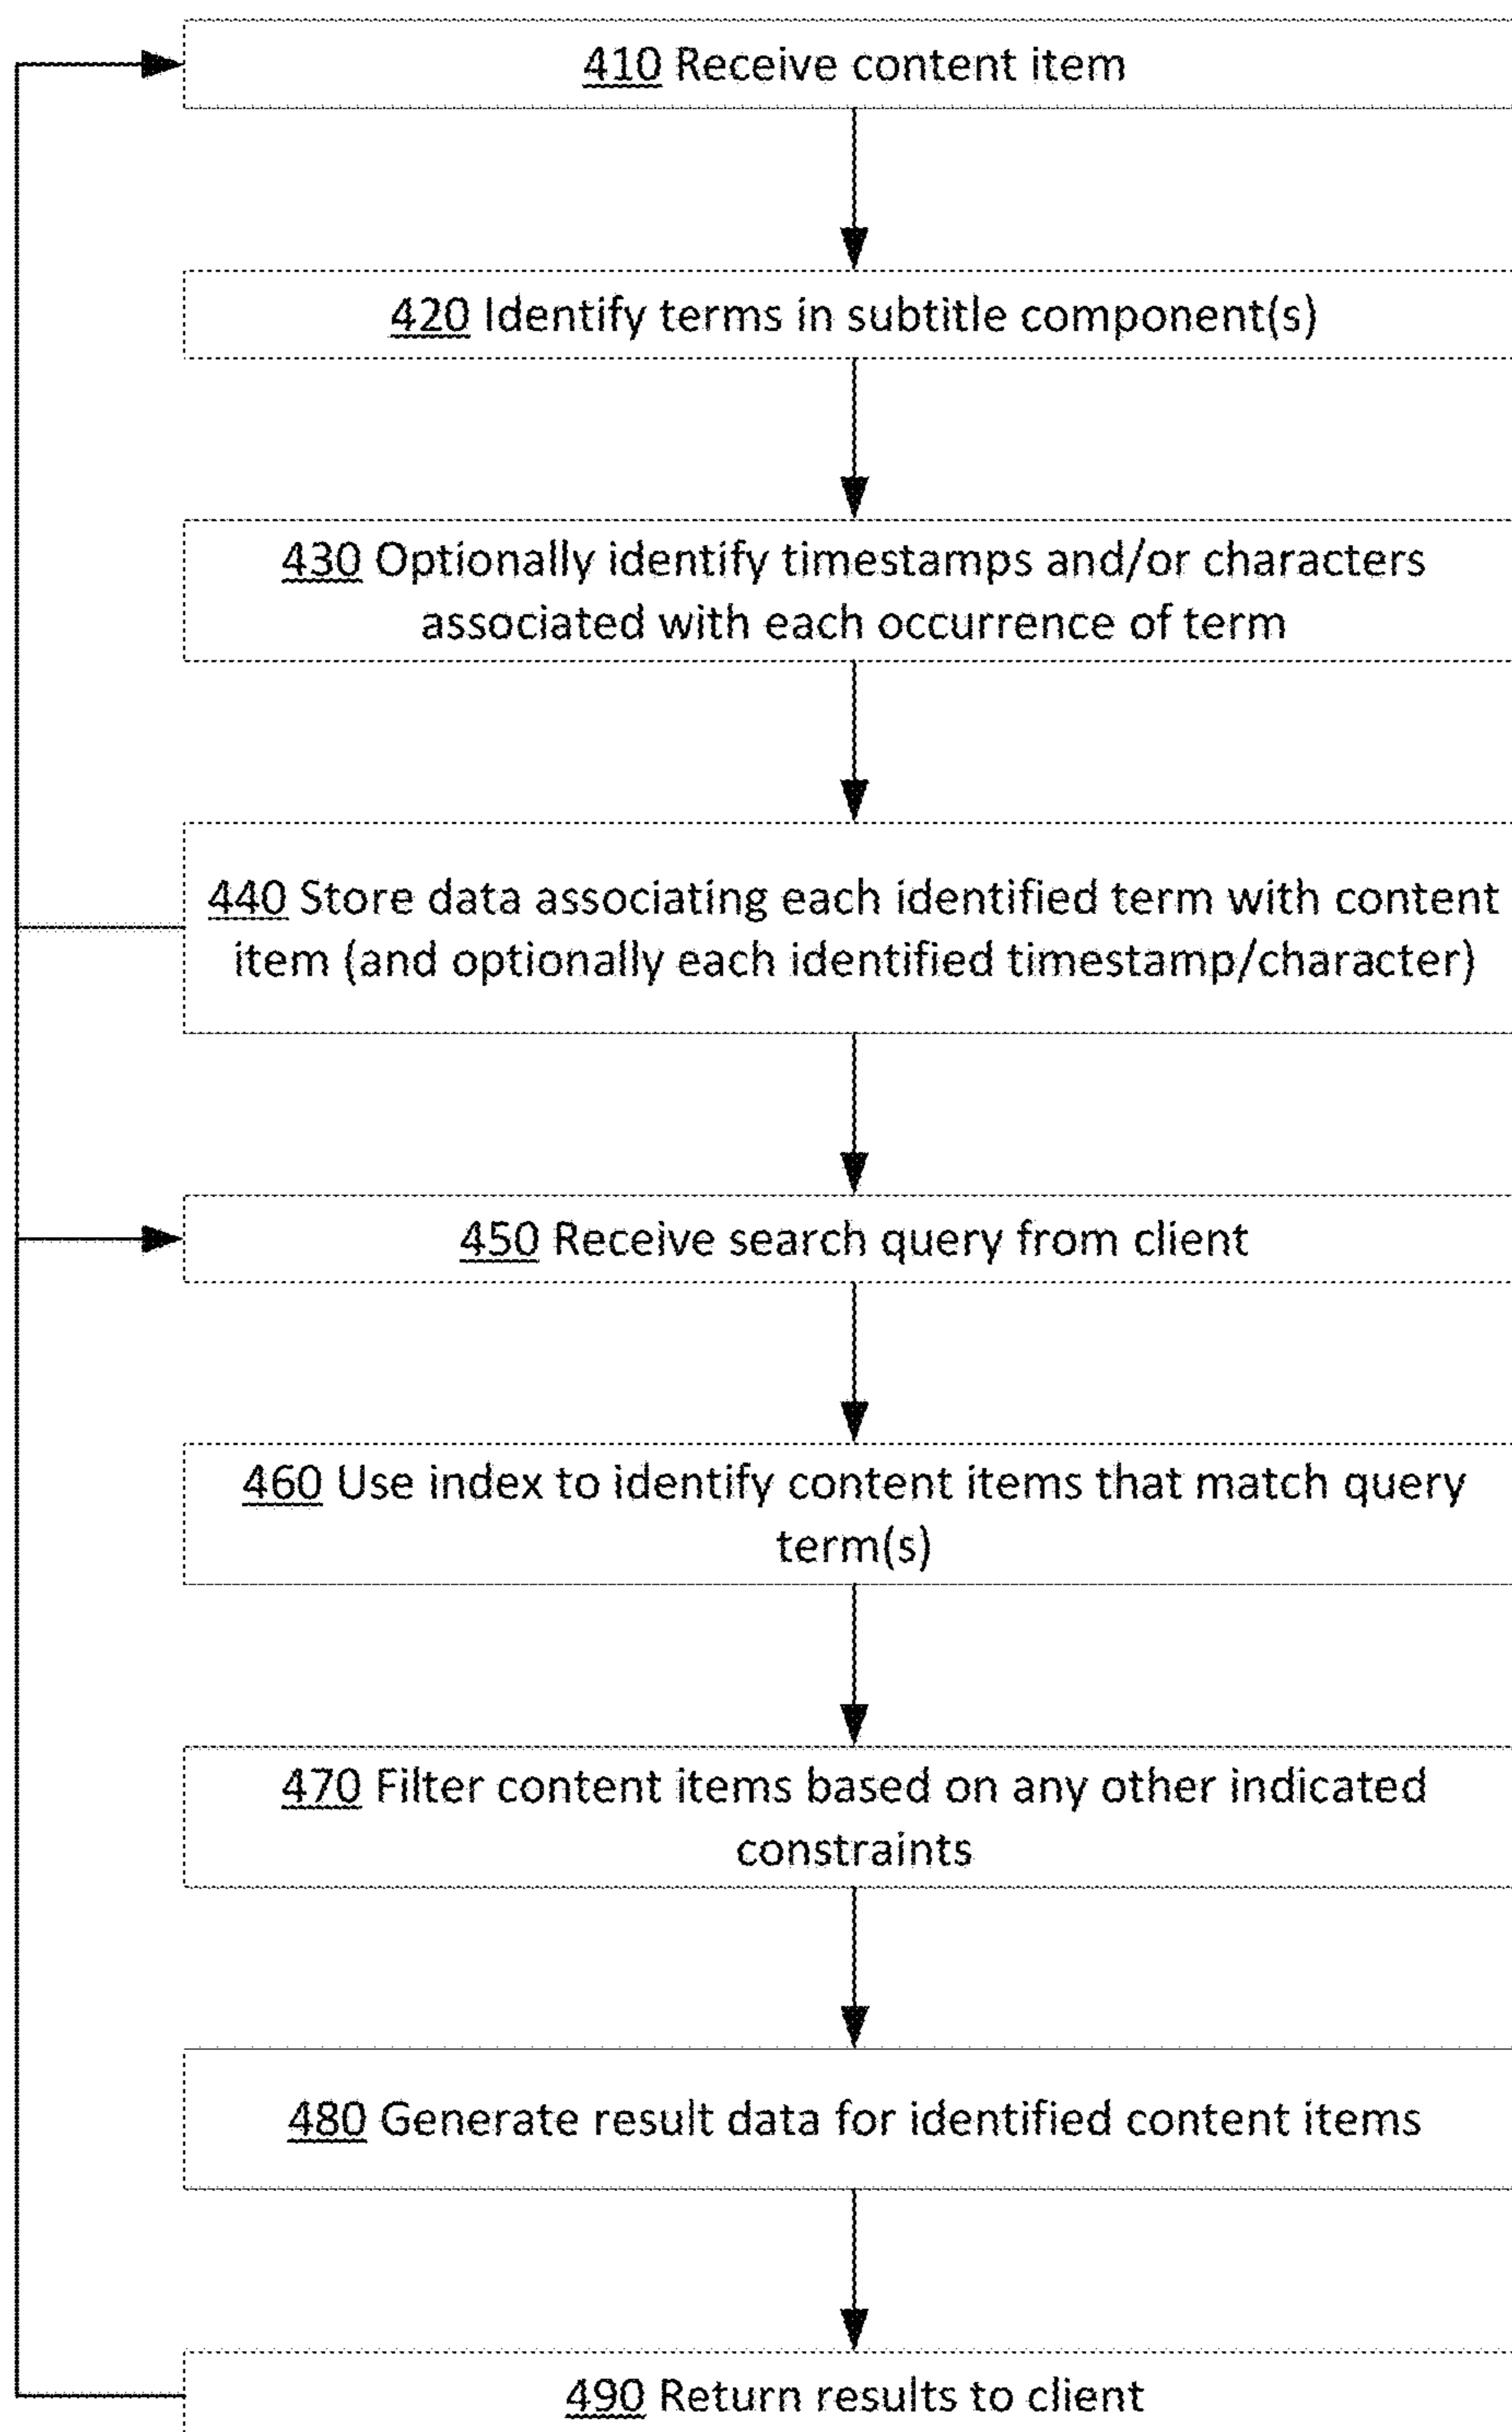 410 Receive content item
420 Identify terms in subtitle component(s)
430 Optionally identify timestamps and/or characters
associated with each occurrence of term
440 Store data associating each identified term with content
item (and optionally each identified timestamp/character)
450 Receive search query from client
460 Use index to identify content items that match query
term(s)
470 Filter content items based on any other indicated
constraints
480 Generate result data for identified content items
490 Return results to client